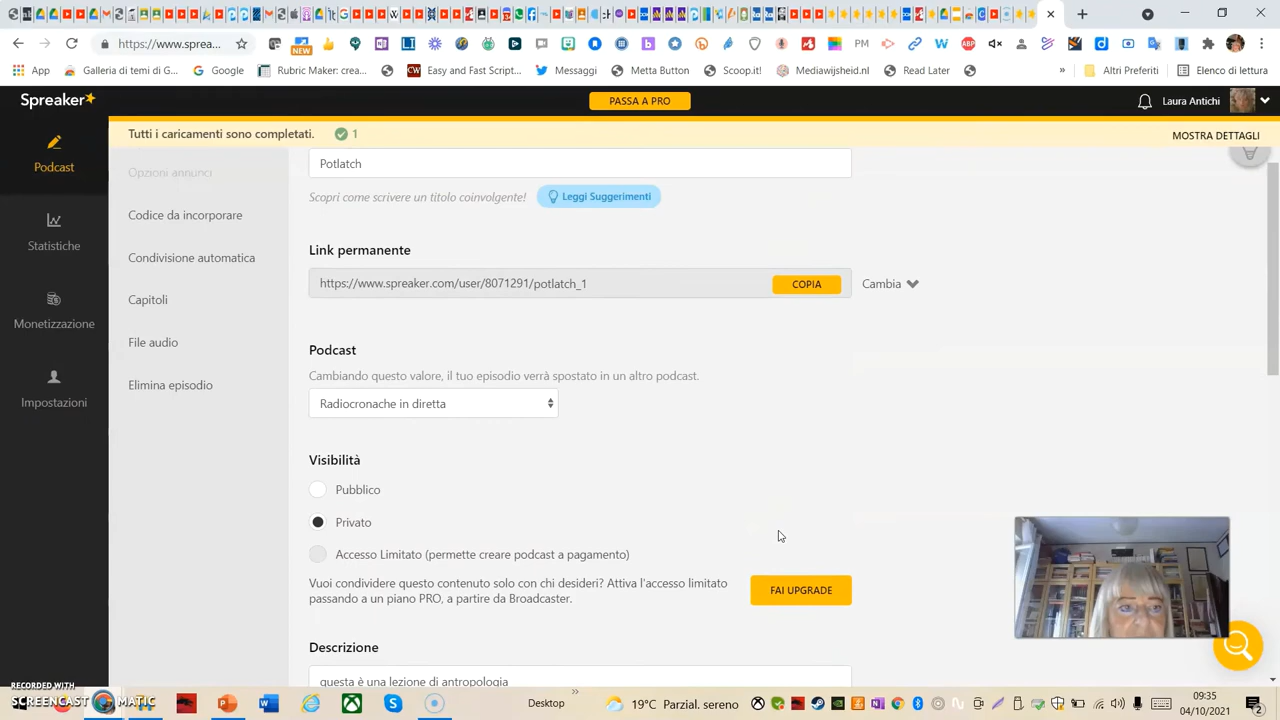 https://www.sprea...
NEW
PM
ABP
App
Galleria di temi di G...
Google
Rubric Maker: crea...
CW
Easy and Fast Script...
Messaggi
Metta Button
Scoop.it!
Mediawijsheid.nl
Read Later
»
Altri Preferiti
Elenco di lettura
Spreaker
PASSA A PRO
Laura Antichi
Tutti i caricamenti sono completati.
1
MOSTRA DETTAGLI
Podcast
Statistiche
Monetizzazione
Impostazioni
Opzioni annunci
Codice da incorporare
Condivisione automatica
Capitoli
File audio
Elimina episodio
Potlatch
Scopri come scrivere un titolo coinvolgente!
Leggi Suggerimenti
Link permanente
https://www.spreaker.com/user/8071291/potlatch_1
COPIA
Cambia
Podcast
Cambiando questo valore, il tuo episodio verrà spostato in un altro podcast.
Radiocronache in diretta
Visibilità
Pubblico
Privato
Accesso Limitato (permette creare podcast a pagamento)
Vuoi condividere questo contenuto solo con chi desideri? Attiva l'accesso limitato
passando a un piano PRO, a partire da Broadcaster.
FAI UPGRADE
Descrizione
questa è una lezione di antropologia
RECORDED WITH
SCREENCAST MATIC
Desktop
»
19°C Parzial. sereno
09:35
04/10/2021
2